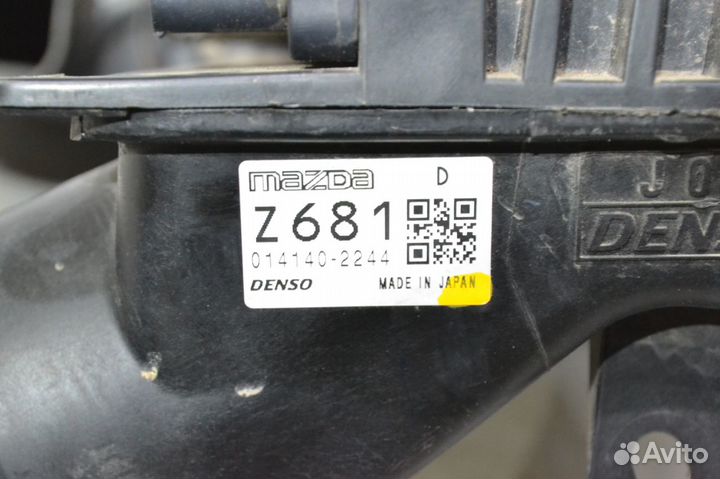 mazda D
Z681
014140-2244
DENSO MADE IN JAPAN
Avito